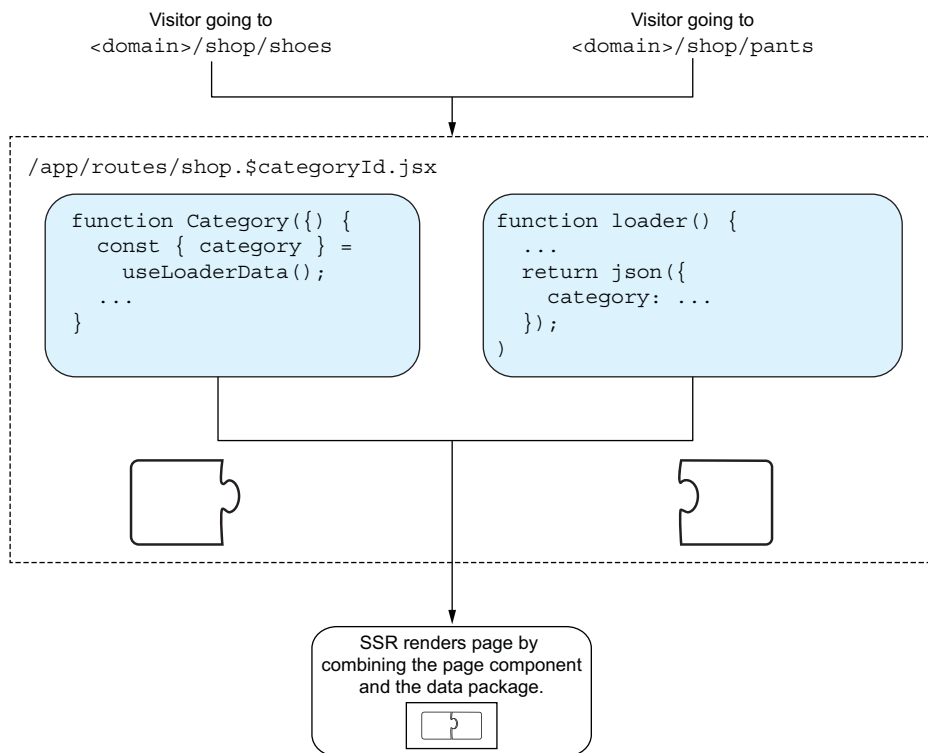 Visitor going to
<domain>/shop/shoes
Visitor going to
<domain>/shop/pants
/app/routes/shop.$categoryId.jsx
function Category({) {
const { category } =
useLoaderData();
...
}
function loader() {
...
return json({
category: ...
});
)
SSR renders page by
combining the page component
and the data package.